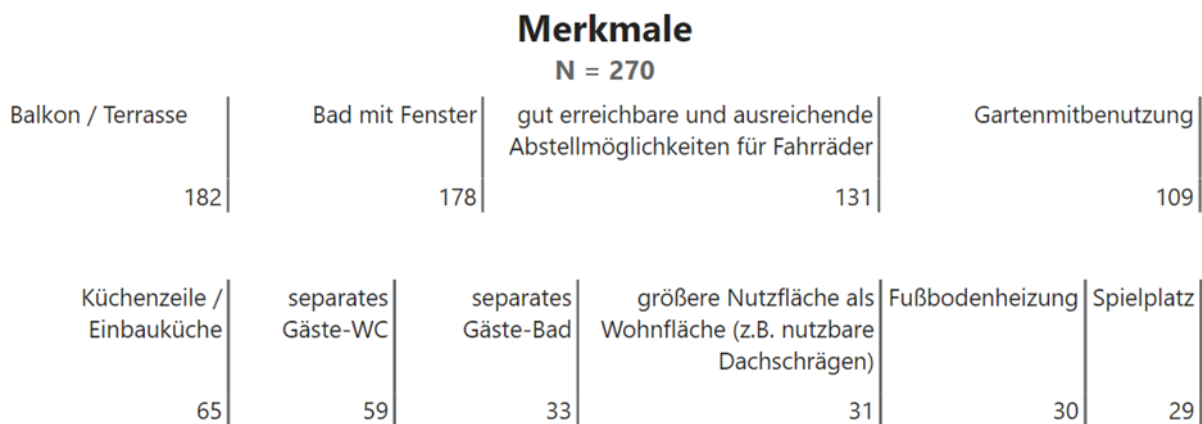 Merkmale
N = 270
Balkon / Terrasse
Bad mit Fenster
gut erreichbare und ausreichende
Abstellmöglichkeiten für Fahrräder
Gartenmitbenutzung
182
178
131
109
Küchenzeile /
Einbauküche
separates
Gäste-WC
separates
Gäste-Bad
größere Nutzfläche als
Wohnfläche (z.B. nutzbare
Dachschrägen)
Fußbodenheizung
Spielplatz
65
59
33
31
30
29